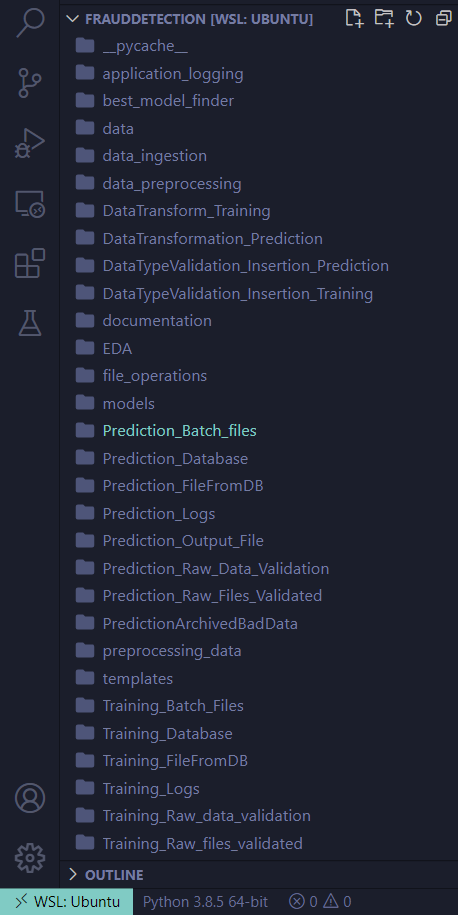 FRAUDDETECTION [WSL: UBUNTU]
__pycache__
application_logging
best_model_finder
data
data_ingestion
data_preprocessing
DataTransform_Training
DataTransformation_Prediction
DataTypeValidation_Insertion_Prediction
DataTypeValidation_Insertion_Training
documentation
EDA
file_operations
models
Prediction_Batch_files
Prediction_Database
Prediction_FileFromDB
Prediction_Logs
Prediction_Output_File
Prediction_Raw_Data_Validation
Prediction_Raw_Files_Validated
PredictionArchivedBadData
preprocessing_data
templates
Training_Batch_Files
Training_Database
Training_FileFromDB
Training_Logs
Training_Raw_data_validation
Training_Raw_files_validated
OUTLINE
WSL: Ubuntu Python 3.8.5 64-bit 0 0